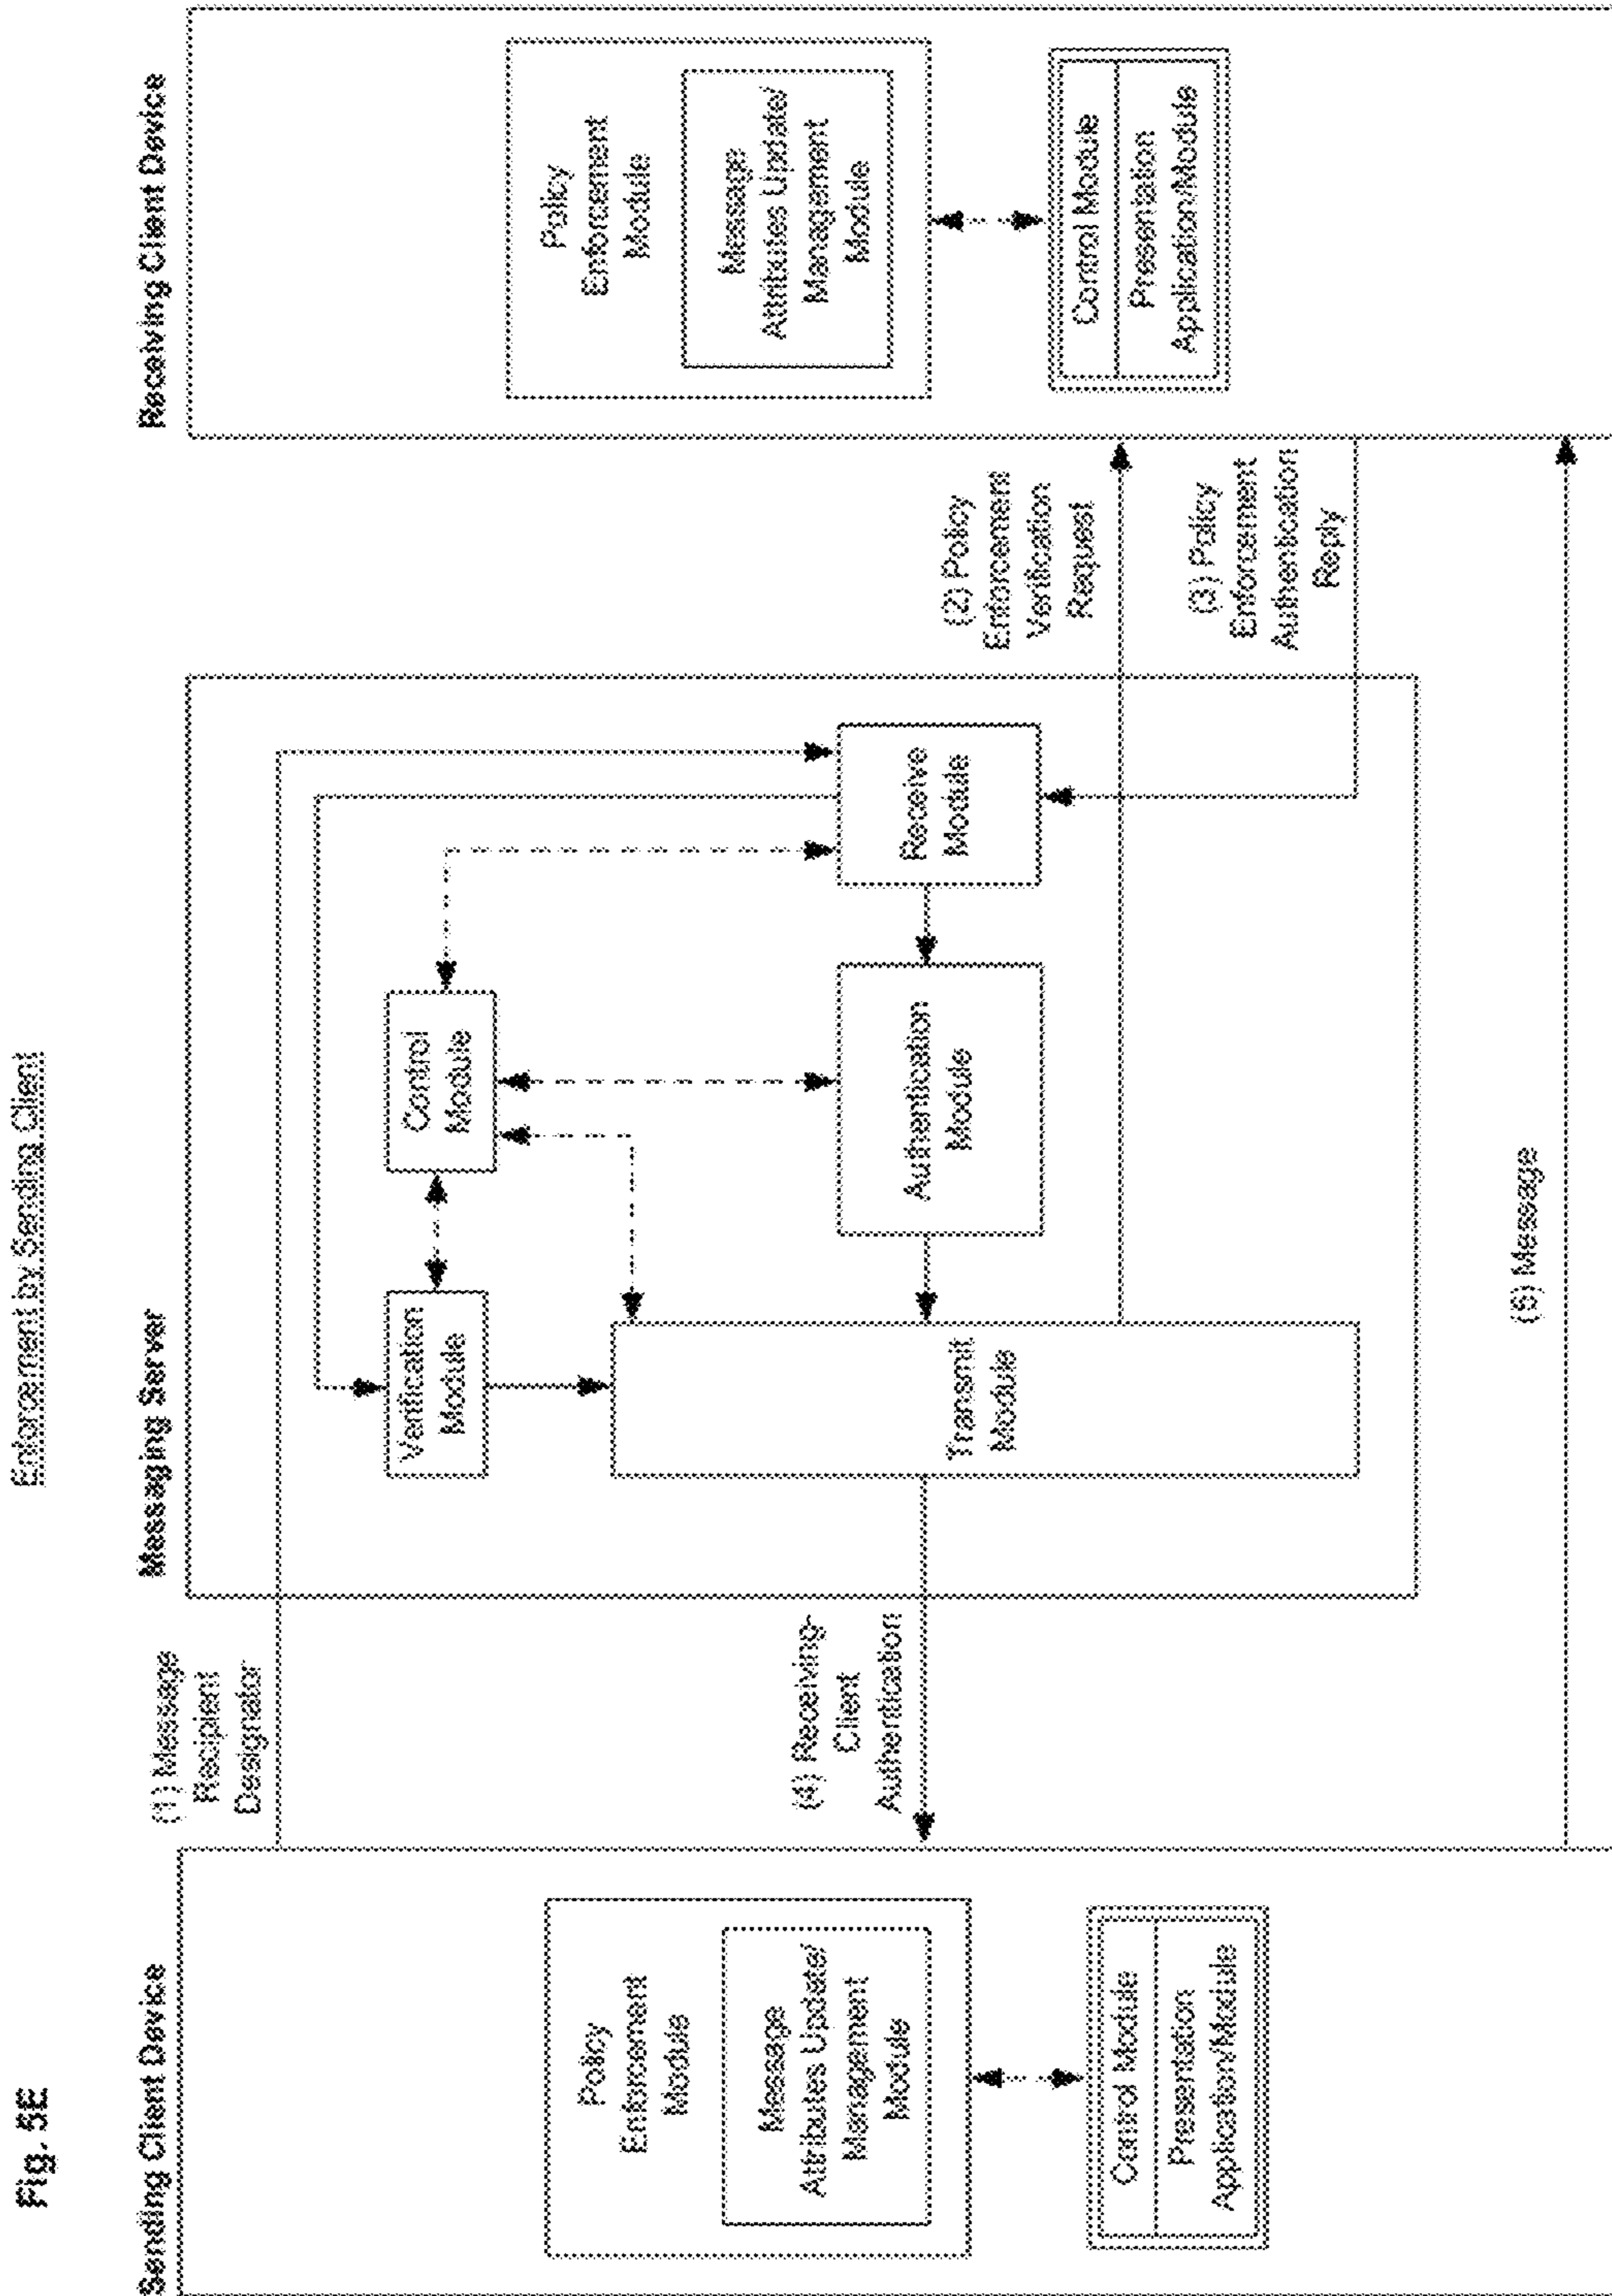 Fig. 5E
Enforcement by Sending Client
Sending Client Device
Messaging Server
Receiving Client Device
Policy
Enforcement
Module
Message
Attributes Update/
Management
Module
Control Module
Presentation
Application/Module
(1) Message
Recipient
Designator
(4) Receiving-
Client
Authentication
Verification
Module
Control
Module
Transmit
Module
Authentication
Module
Receive
Module
(2) Policy
Enforcement
Verification
Request
(3) Policy
Enforcement
Authentication
Reply
(5) Message
Policy
Enforcement
Module
Message
Attributes Update/
Management
Module
Control Module
Presentation
Application/Module